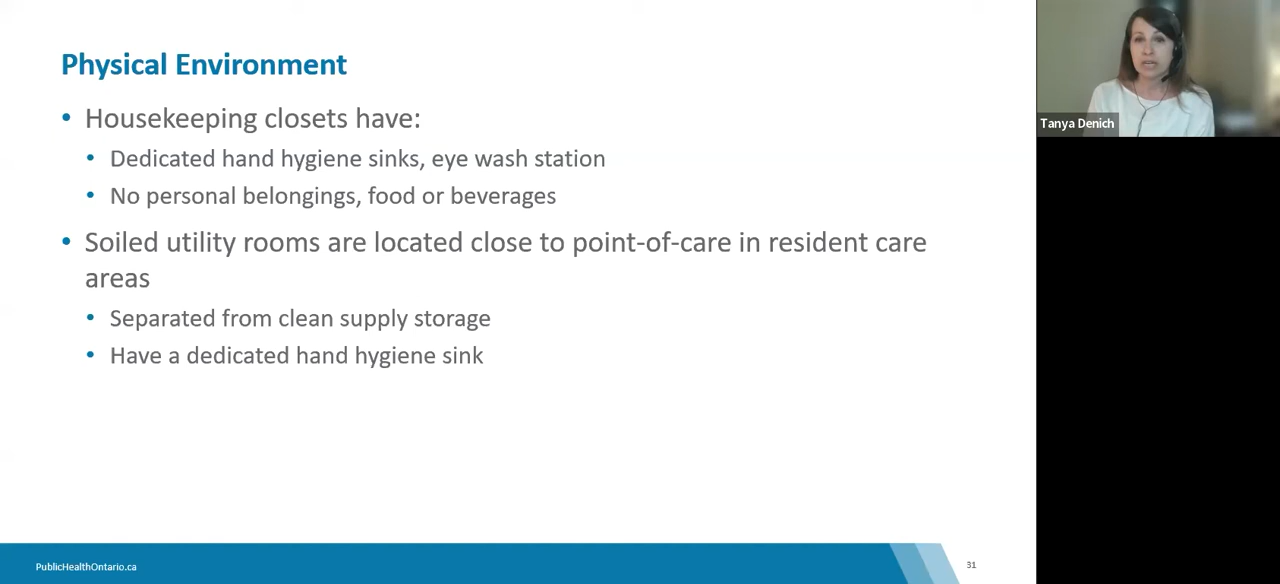 Physical Environment
• Housekeeping closets have:
• Dedicated hand hygiene sinks, eye wash station
• No personal belongings, food or beverages
• Soiled utility rooms are located close to point-of-care in resident care
areas
• Separated from clean supply storage
• Have a dedicated hand hygiene sink
Tanya Denich
PublicHealthOntario.ca
31